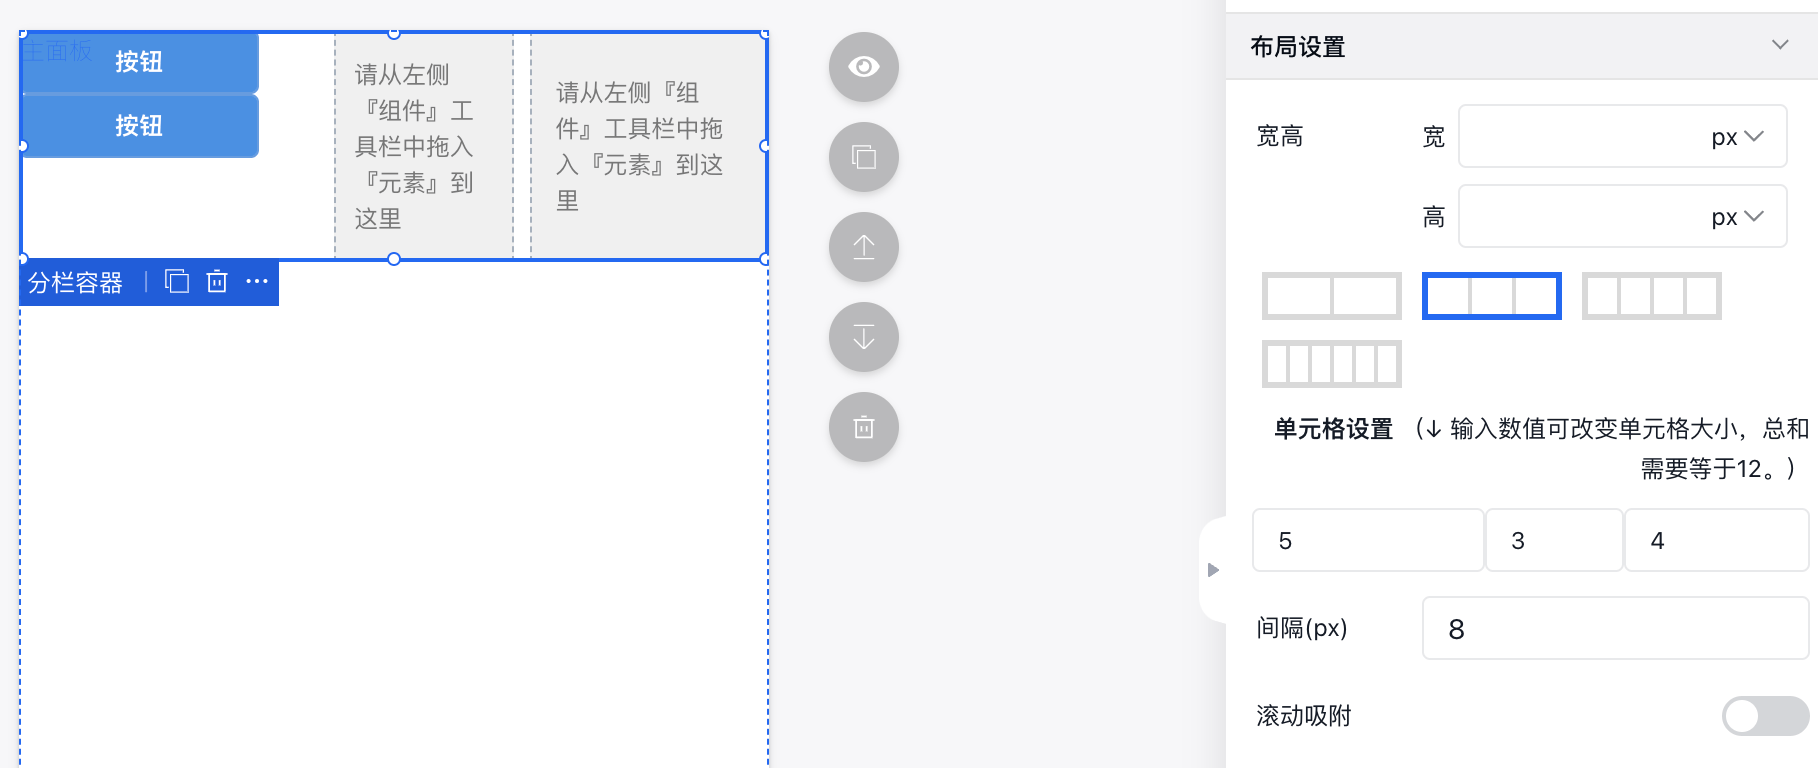 主面板
按钮
按钮
请从左侧
『组件』工
具栏中拖入
『元素』到
这里
请从左侧『组
件』工具栏中拖
入『元素』到这
里
分栏容器
布局设置
宽高
宽
px
高
px
单元格设置 （↓ 输入数值可改变单元格大小，总和
需要等于12。）
5
3
4
间隔(px)
8
滚动吸附